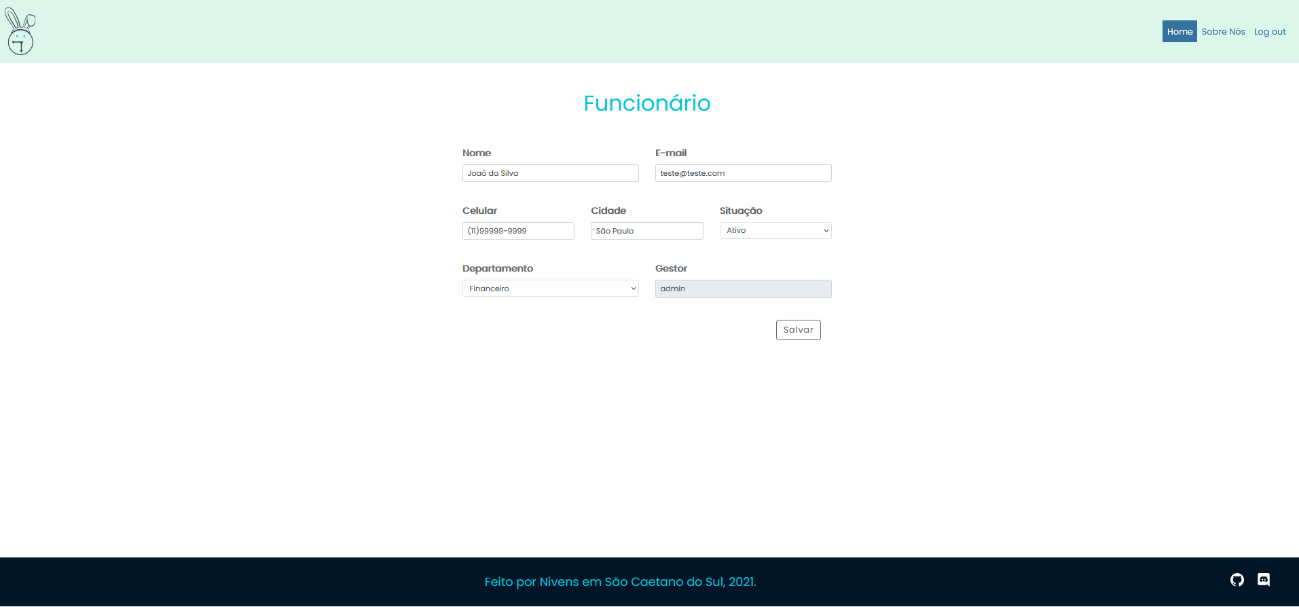 Home Sobre Nós Log out
Funcionário
Nome E-mail
Joaõ da Silva teste@teste.com
Celular Cidade Situação
(11)99999-9999 São Paulo Ativo
Departamento Gestor
Financeiro admin
Salvar
Feito por Nivens em São Caetano do Sul, 2021.